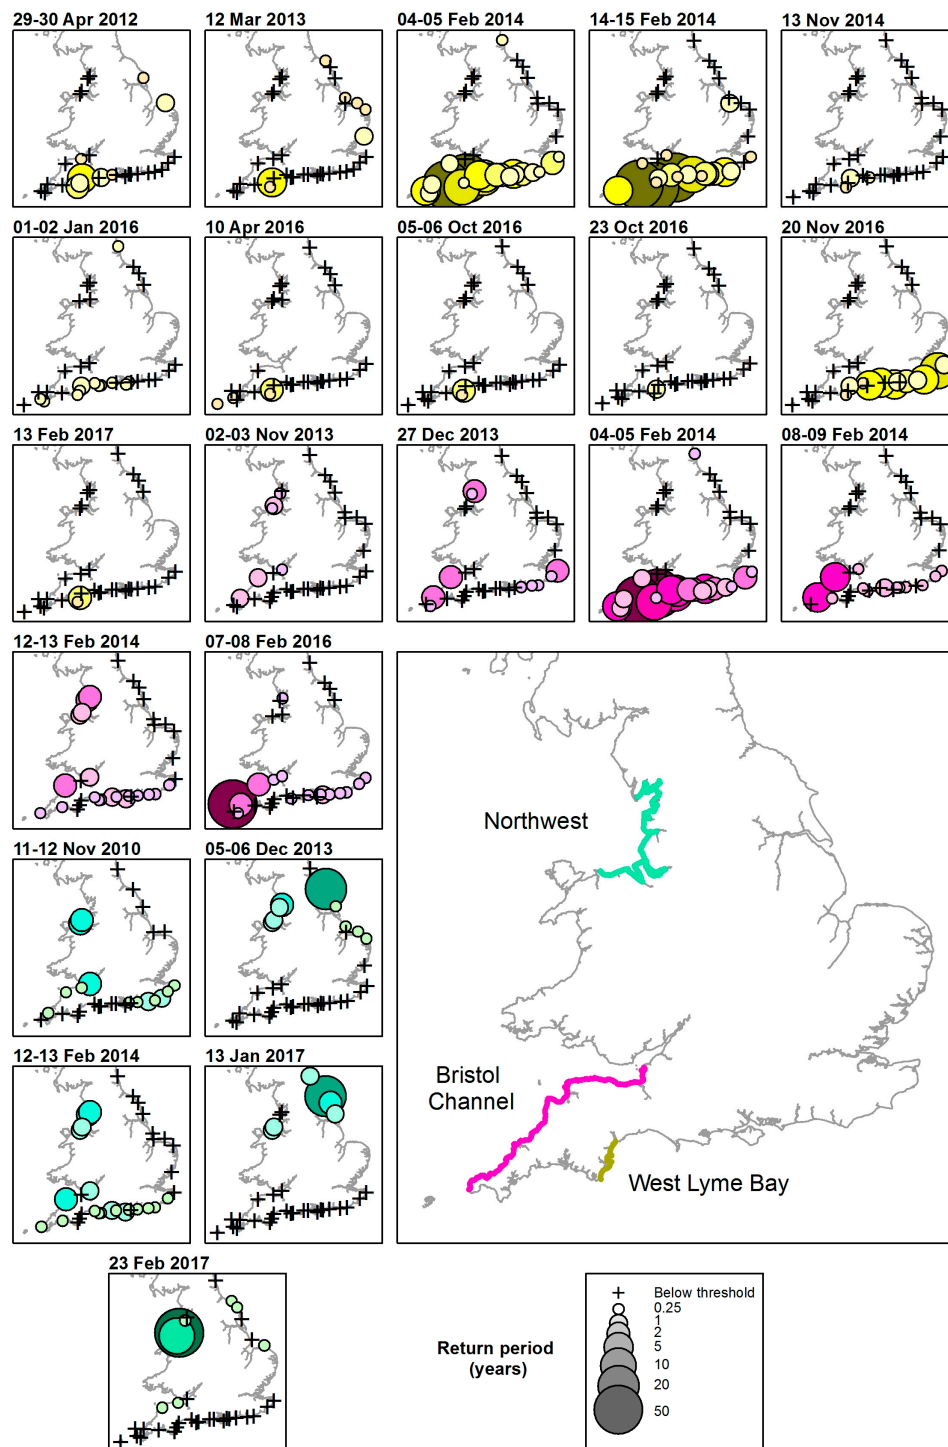 29-30 Apr 2012
12 Mar 2013
04-05 Feb 2014
14-15 Feb 2014
13 Nov 2014
01-02 Jan 2016
10 Apr 2016
05-06 Oct 2016
23 Oct 2016
20 Nov 2016
13 Feb 2017
02-03 Nov 2013
27 Dec 2013
04-05 Feb 2014
08-09 Feb 2014
12-13 Feb 2014
07-08 Feb 2016
Northwest
Bristol
Channel
West Lyme Bay
11-12 Nov 2010
05-06 Dec 2013
12-13 Feb 2014
13 Jan 2017
23 Feb 2017
Return period
(years)
Below threshold
0.25
1
2
5
10
20
50